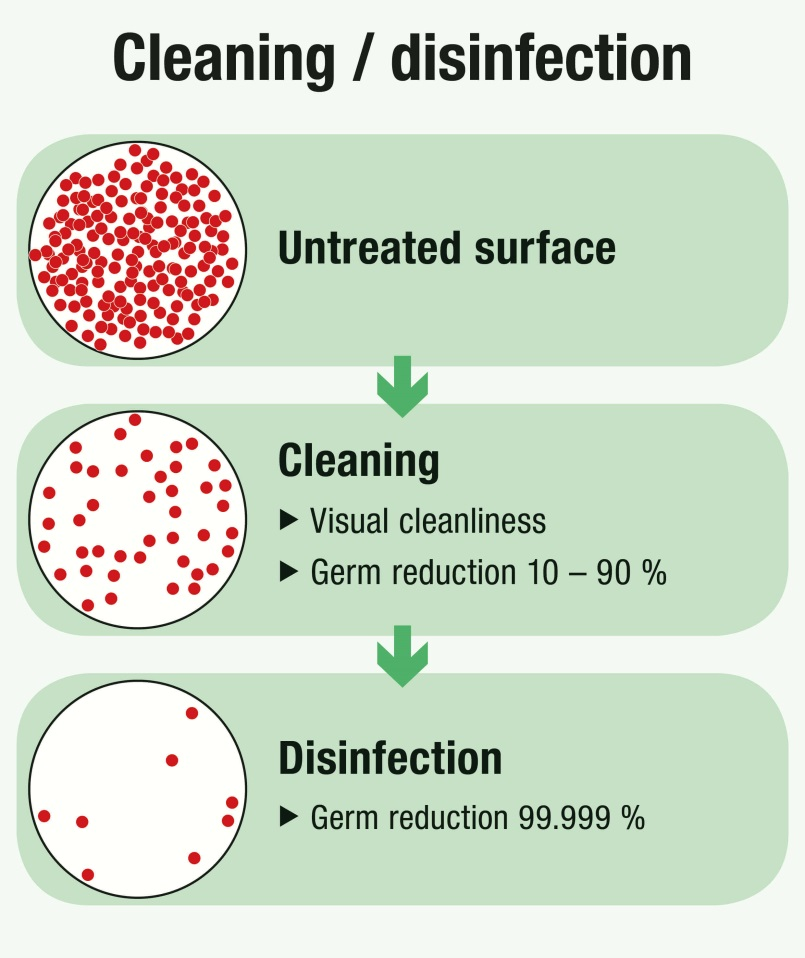 Cleaning / disinfection
Untreated surface
Cleaning
▶ Visual cleanliness
▶ Germ reduction 10 – 90 %
Disinfection
▶ Germ reduction 99.999 %